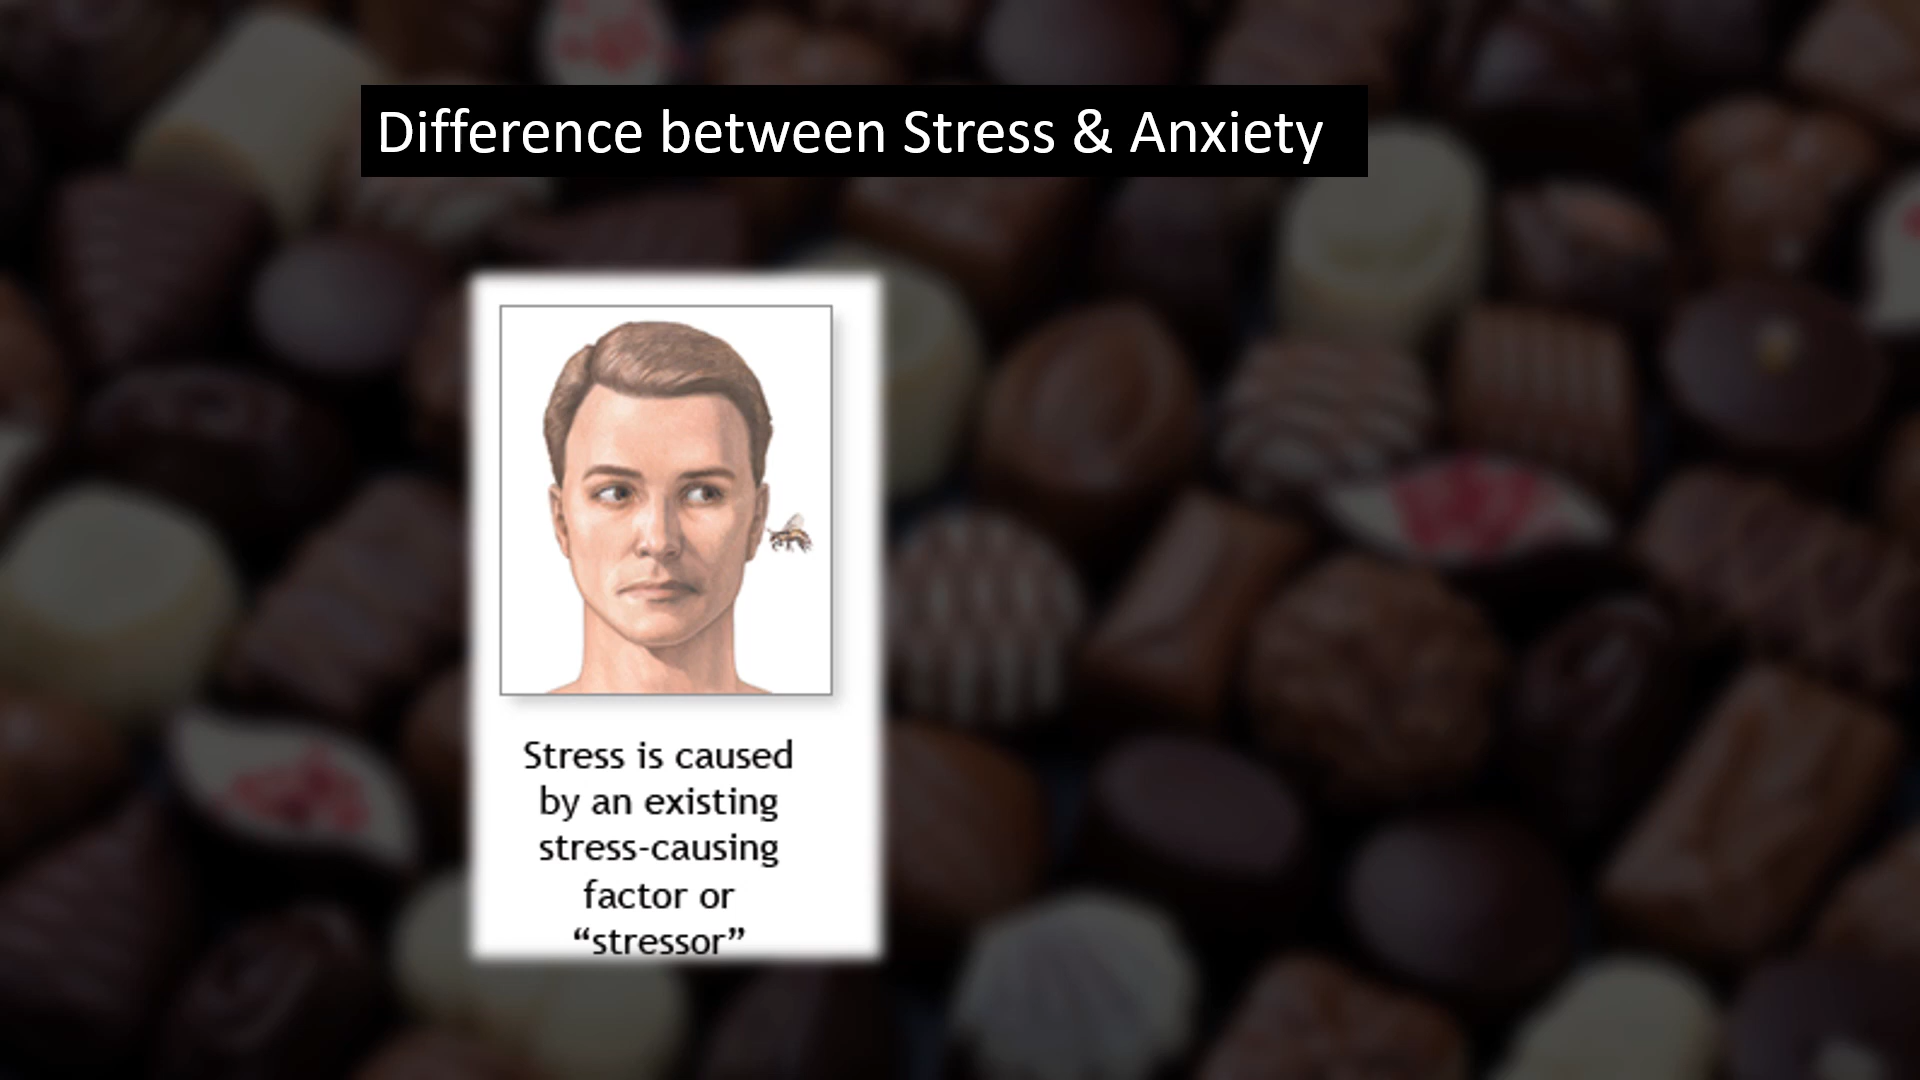 Difference between Stress & Anxiety
Stress is caused
by an existing
stress-causing
factor or
“stressor”